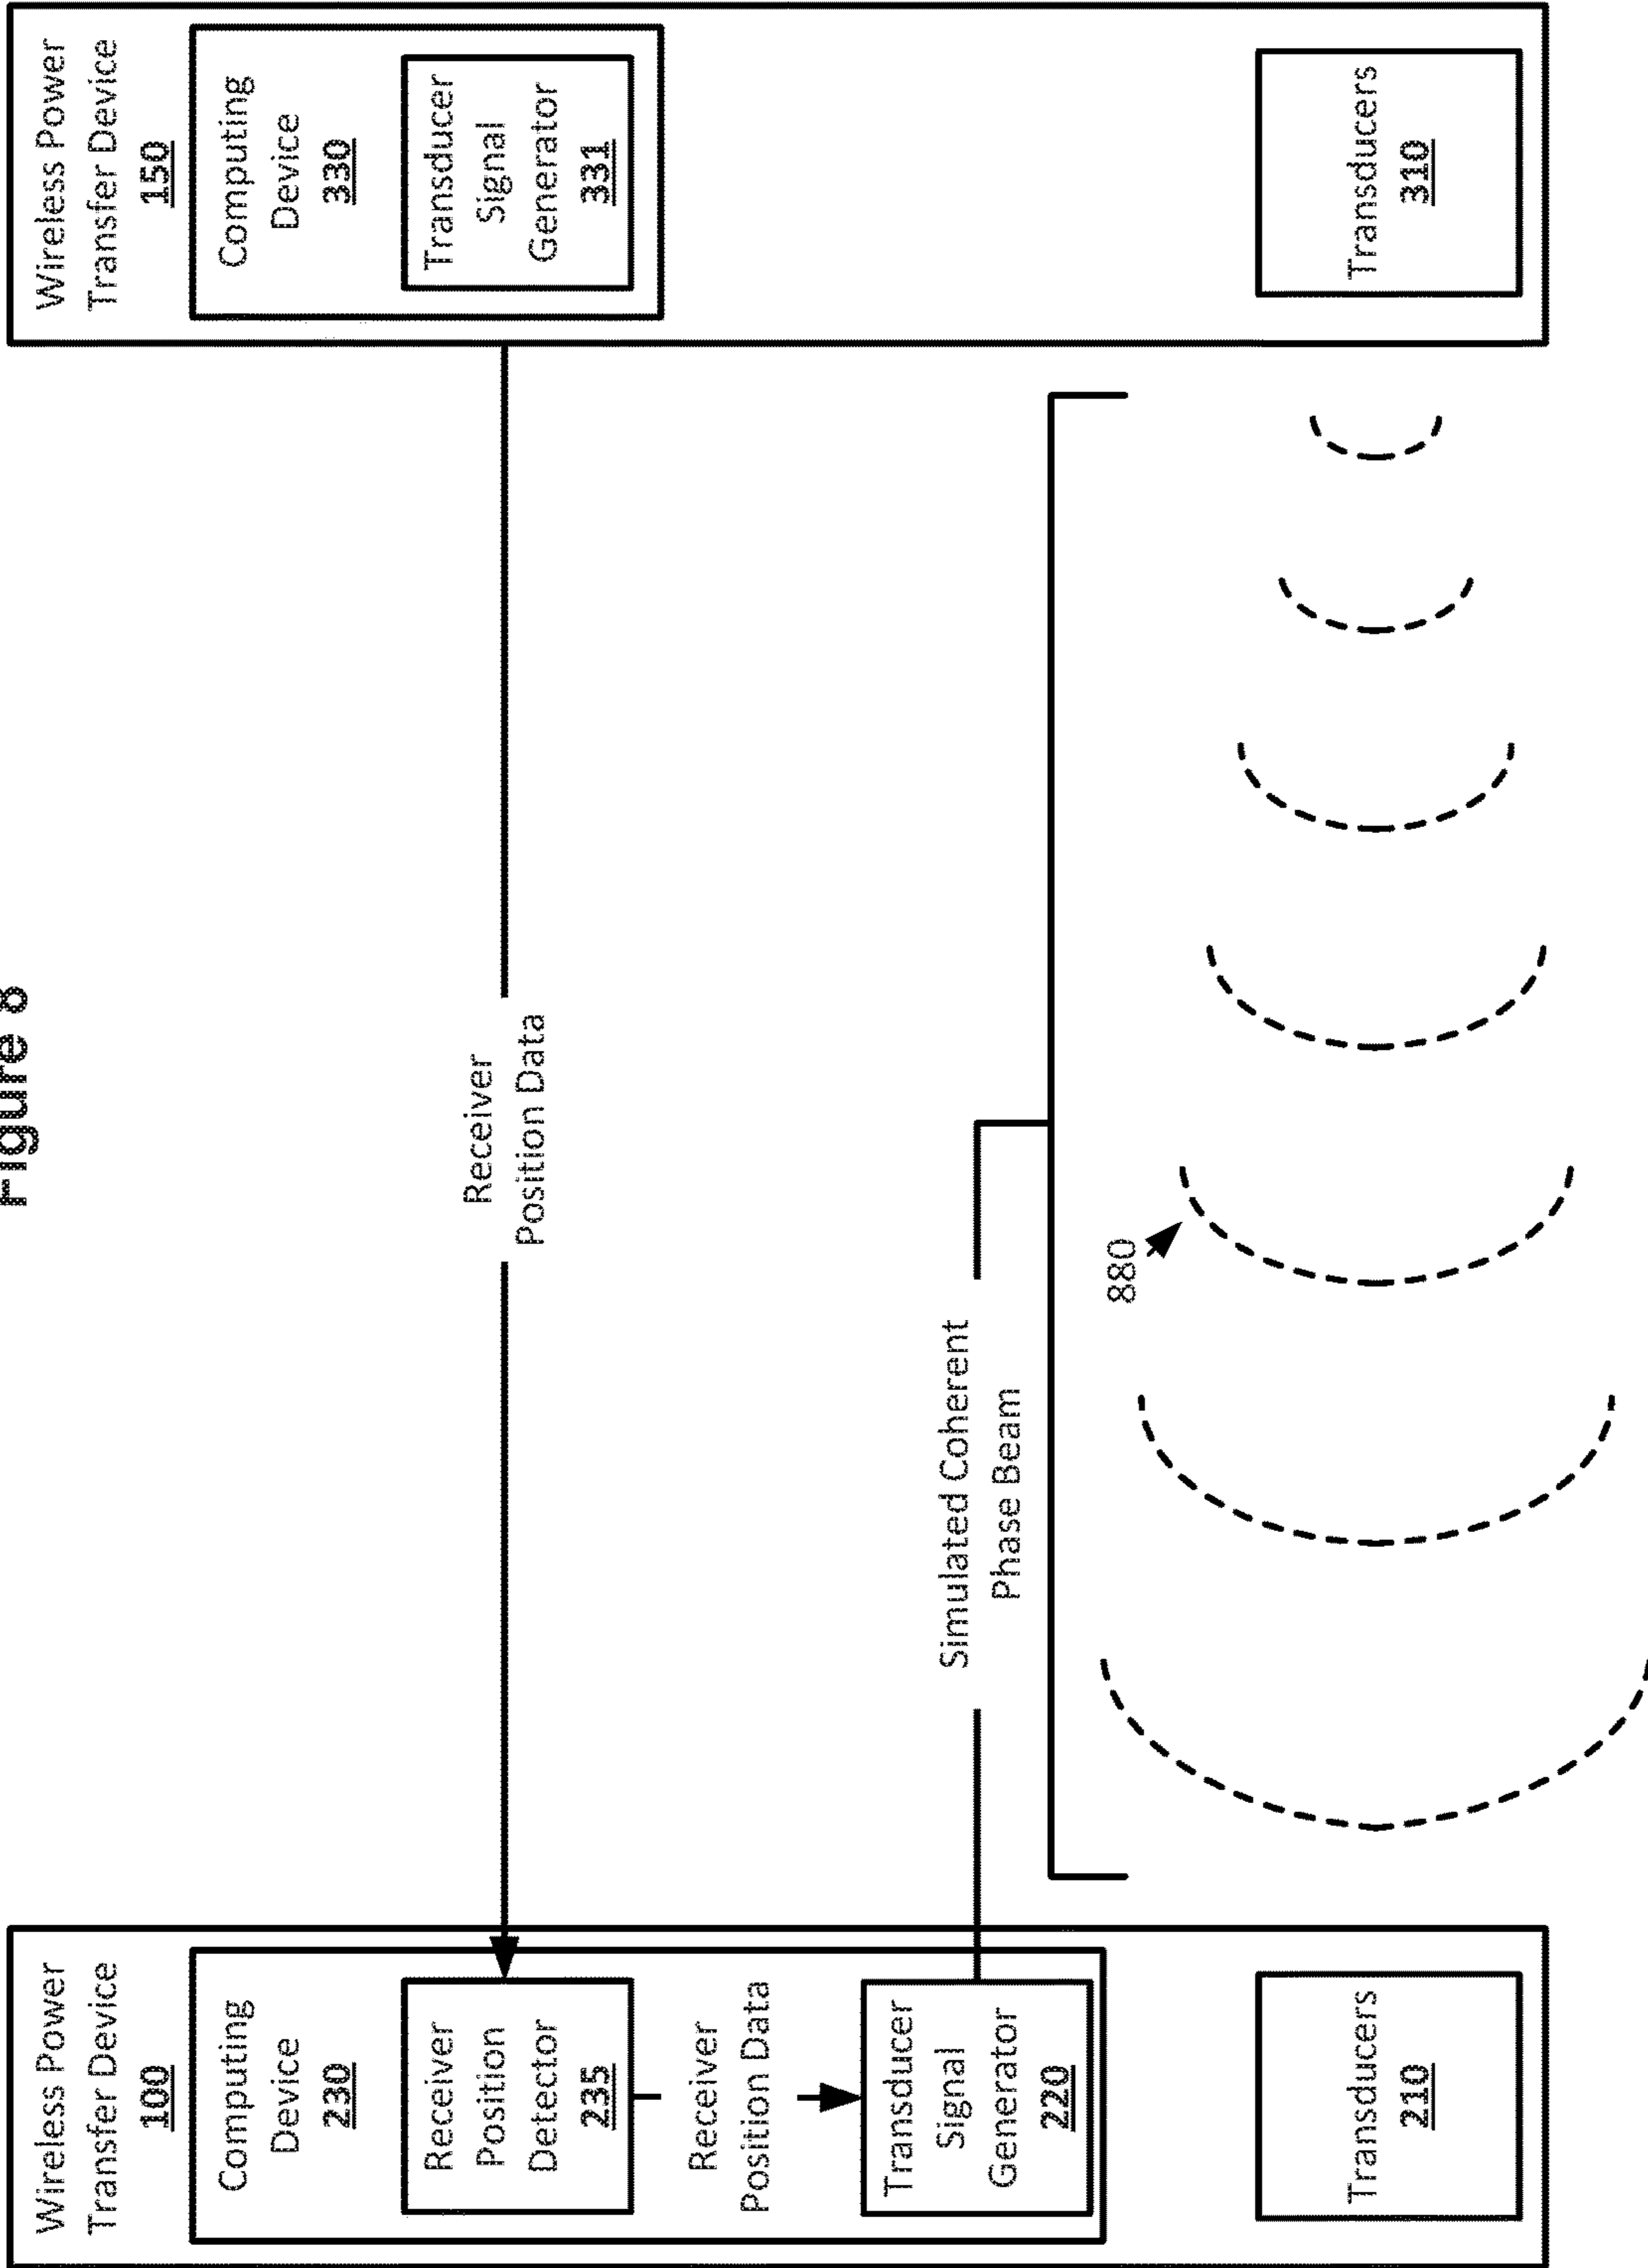 Figure 8
Wireless Power
Transfer Device
100
Computing
Device
230
Receiver
Position
Detector
235
Receiver
Position Data
Transducer
Signal
Generator
220
Transducers
210
Receiver
Position Data
Simulated Coherent
Phase Beam
880
Wireless Power
Transfer Device
150
Computing
Device
330
Transducer
Signal
Generator
331
Transducers
310